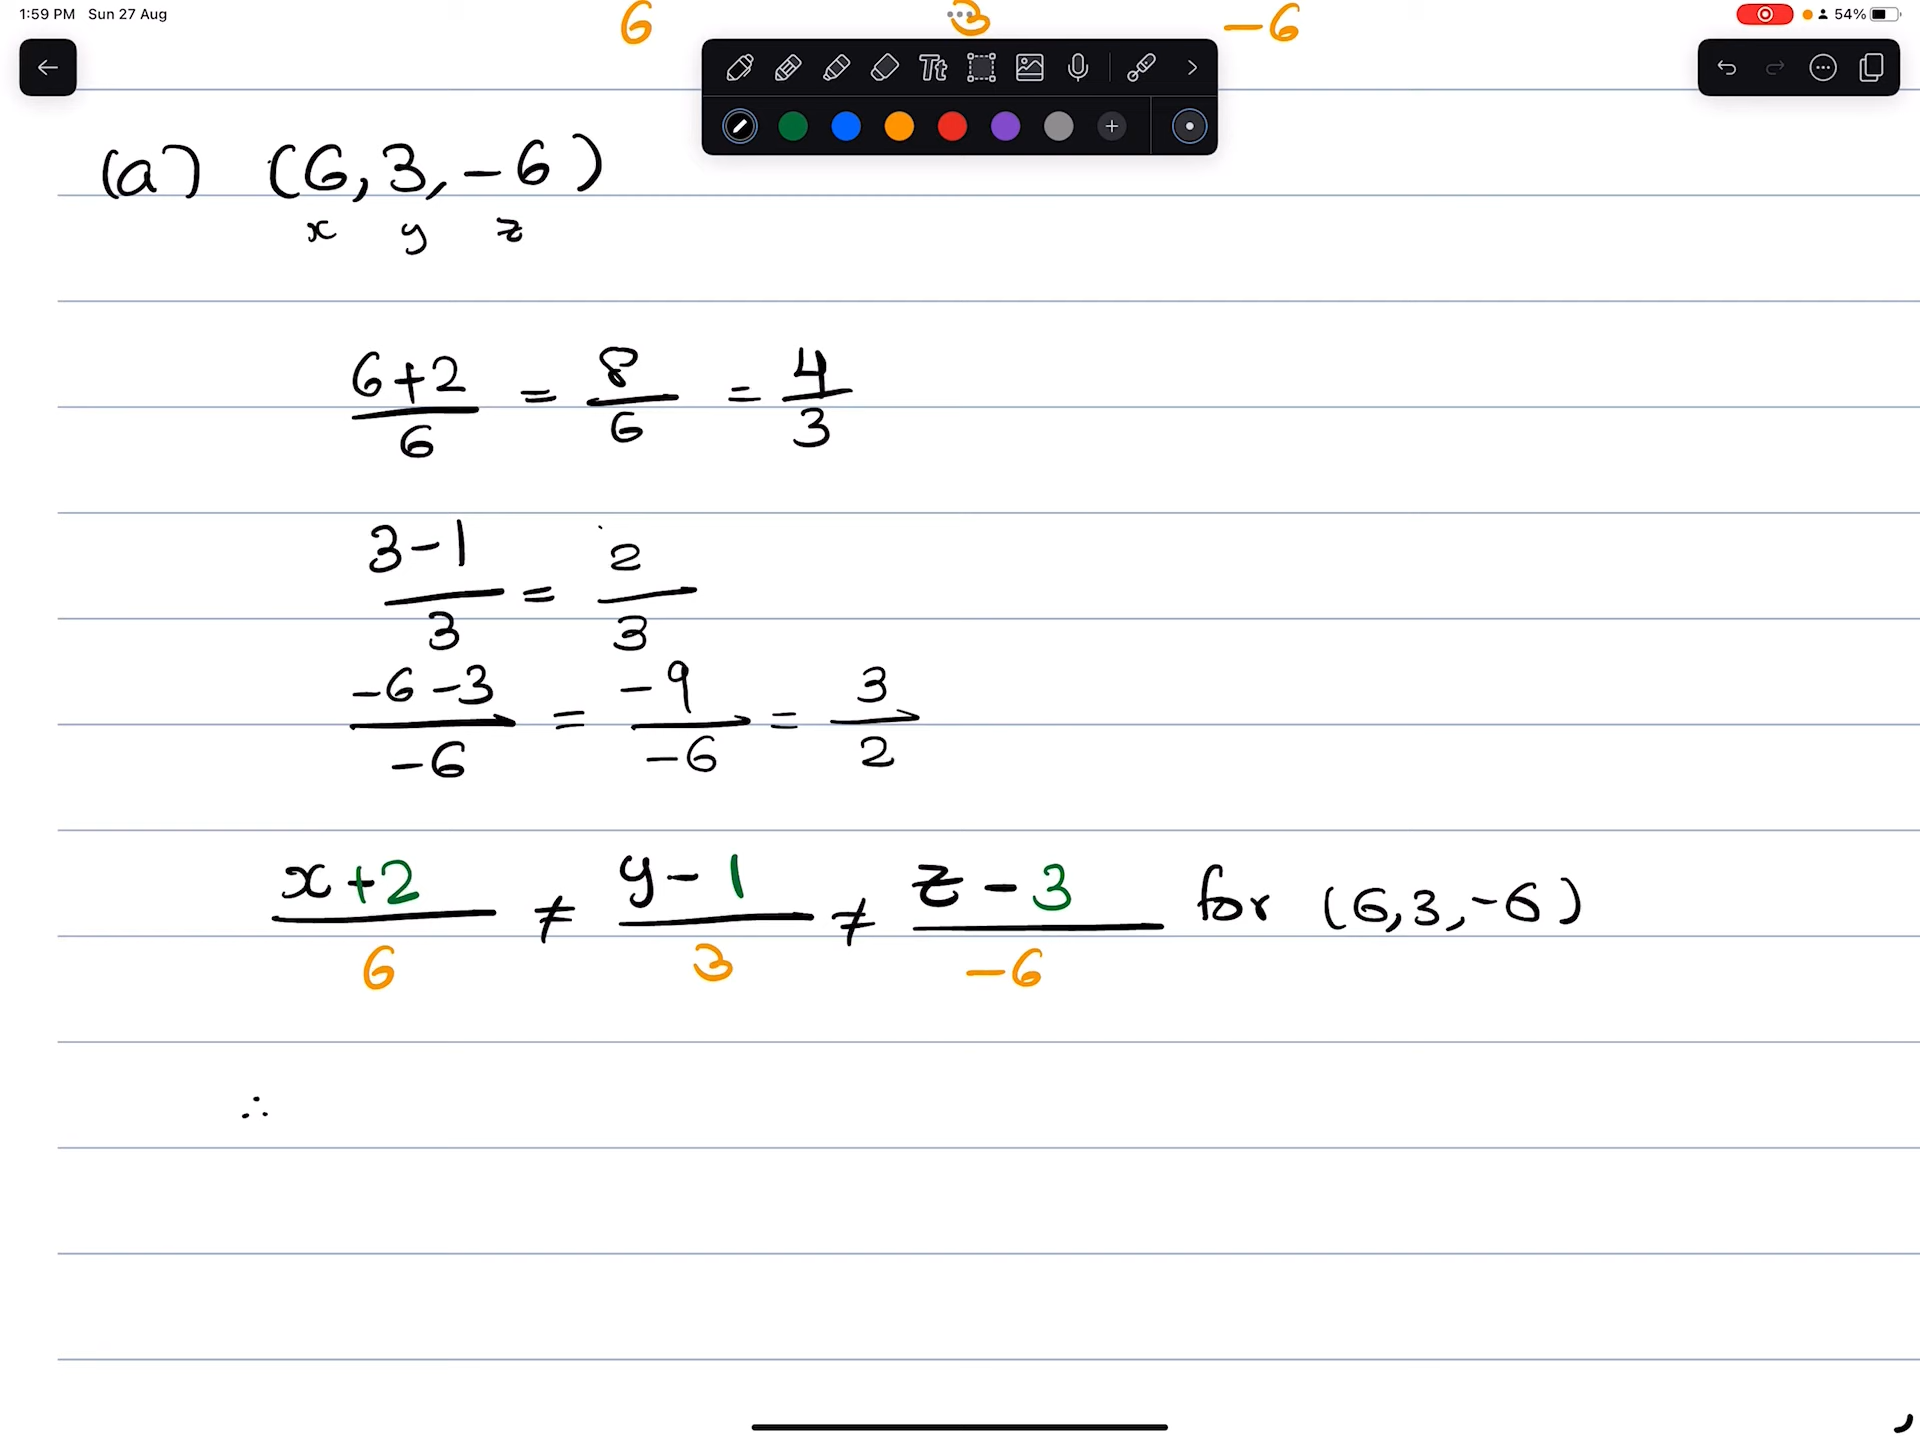 1:59 PM Sun 27 Aug 54%
6 3 -6
Tt
(a) (6, 3, -6)
x y z
6+2/6 = 8/6 = 4/3
3-1/3 = 2/3
-6-3/-6 = -9/-6 = 3/2
x+2/6 ≠ y-1/3 ≠ z-3/-6 for (6,3,-6)
∴